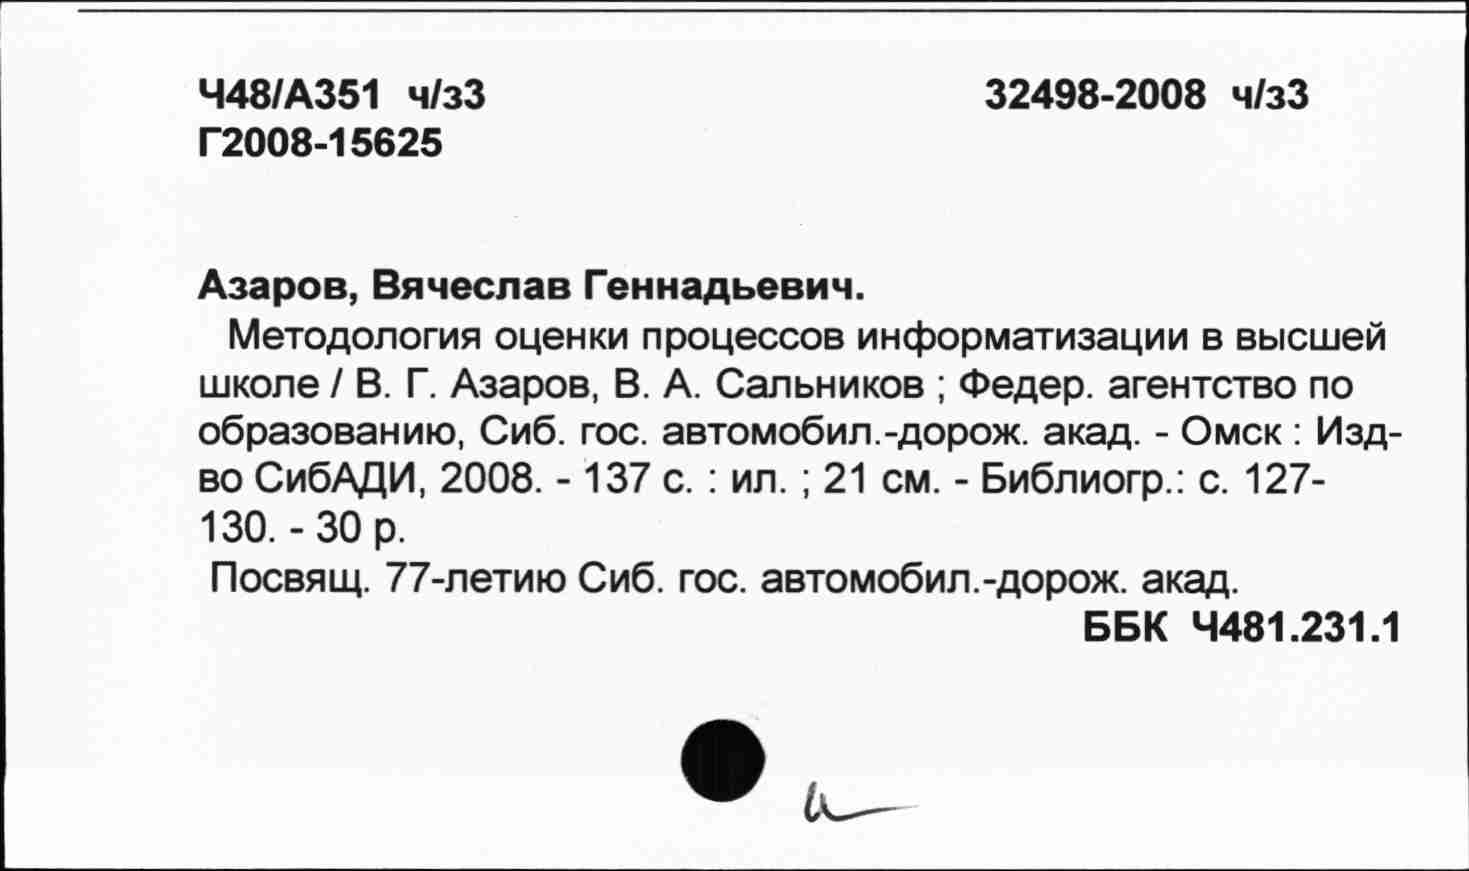 Ч48/А351 ч/з3 32498-2008 ч/з3
Г2008-15625
Азаров, Вячеслав Геннадьевич.
Методология оценки процессов информатизации в высшей
школе / В. Г. Азаров, В. А. Сальников ; Федер. агентство по
образованию, Сиб. гос. автомобил.-дорож. акад. - Омск : Изд-
во СибАДИ, 2008. - 137 с. : ил. ; 21 см. - Библиогр.: с. 127-
130. - 30 р.
Посвящ. 77-летию Сиб. гос. автомобил.-дорож. акад.
ББК Ч481.231.1